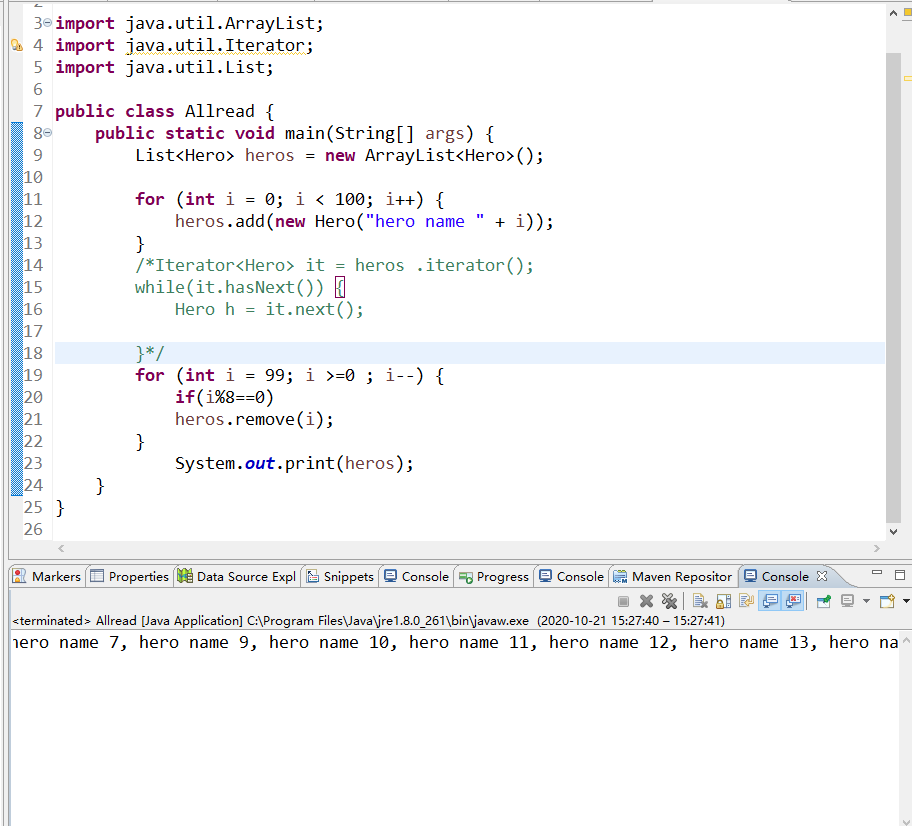 3 import java.util.ArrayList;
4 import java.util.Iterator;
5 import java.util.List;
6
7 public class Allread {
8     public static void main(String[] args) {
9         List<Hero> heros = new ArrayList<Hero>();
10
11         for (int i = 0; i < 100; i++) {
12             heros.add(new Hero("hero name " + i));
13         }
14         /*Iterator<Hero> it = heros .iterator();
15         while(it.hasNext()) {
16             Hero h = it.next();
17
18         }*/
19         for (int i = 99; i >=0 ; i--) {
20             if(i%8==0)
21             heros.remove(i);
22         }
23             System.out.print(heros);
24     }
25 }
26
Markers Properties Data Source Expl Snippets Console Progress Console Maven Repositor Console
<terminated> Allread [Java Application] C:\Program Files\Java\jre1.8.0_261\bin\javaw.exe (2020-10-21 15:27:40 – 15:27:41)
hero name 7, hero name 9, hero name 10, hero name 11, hero name 12, hero name 13, hero na